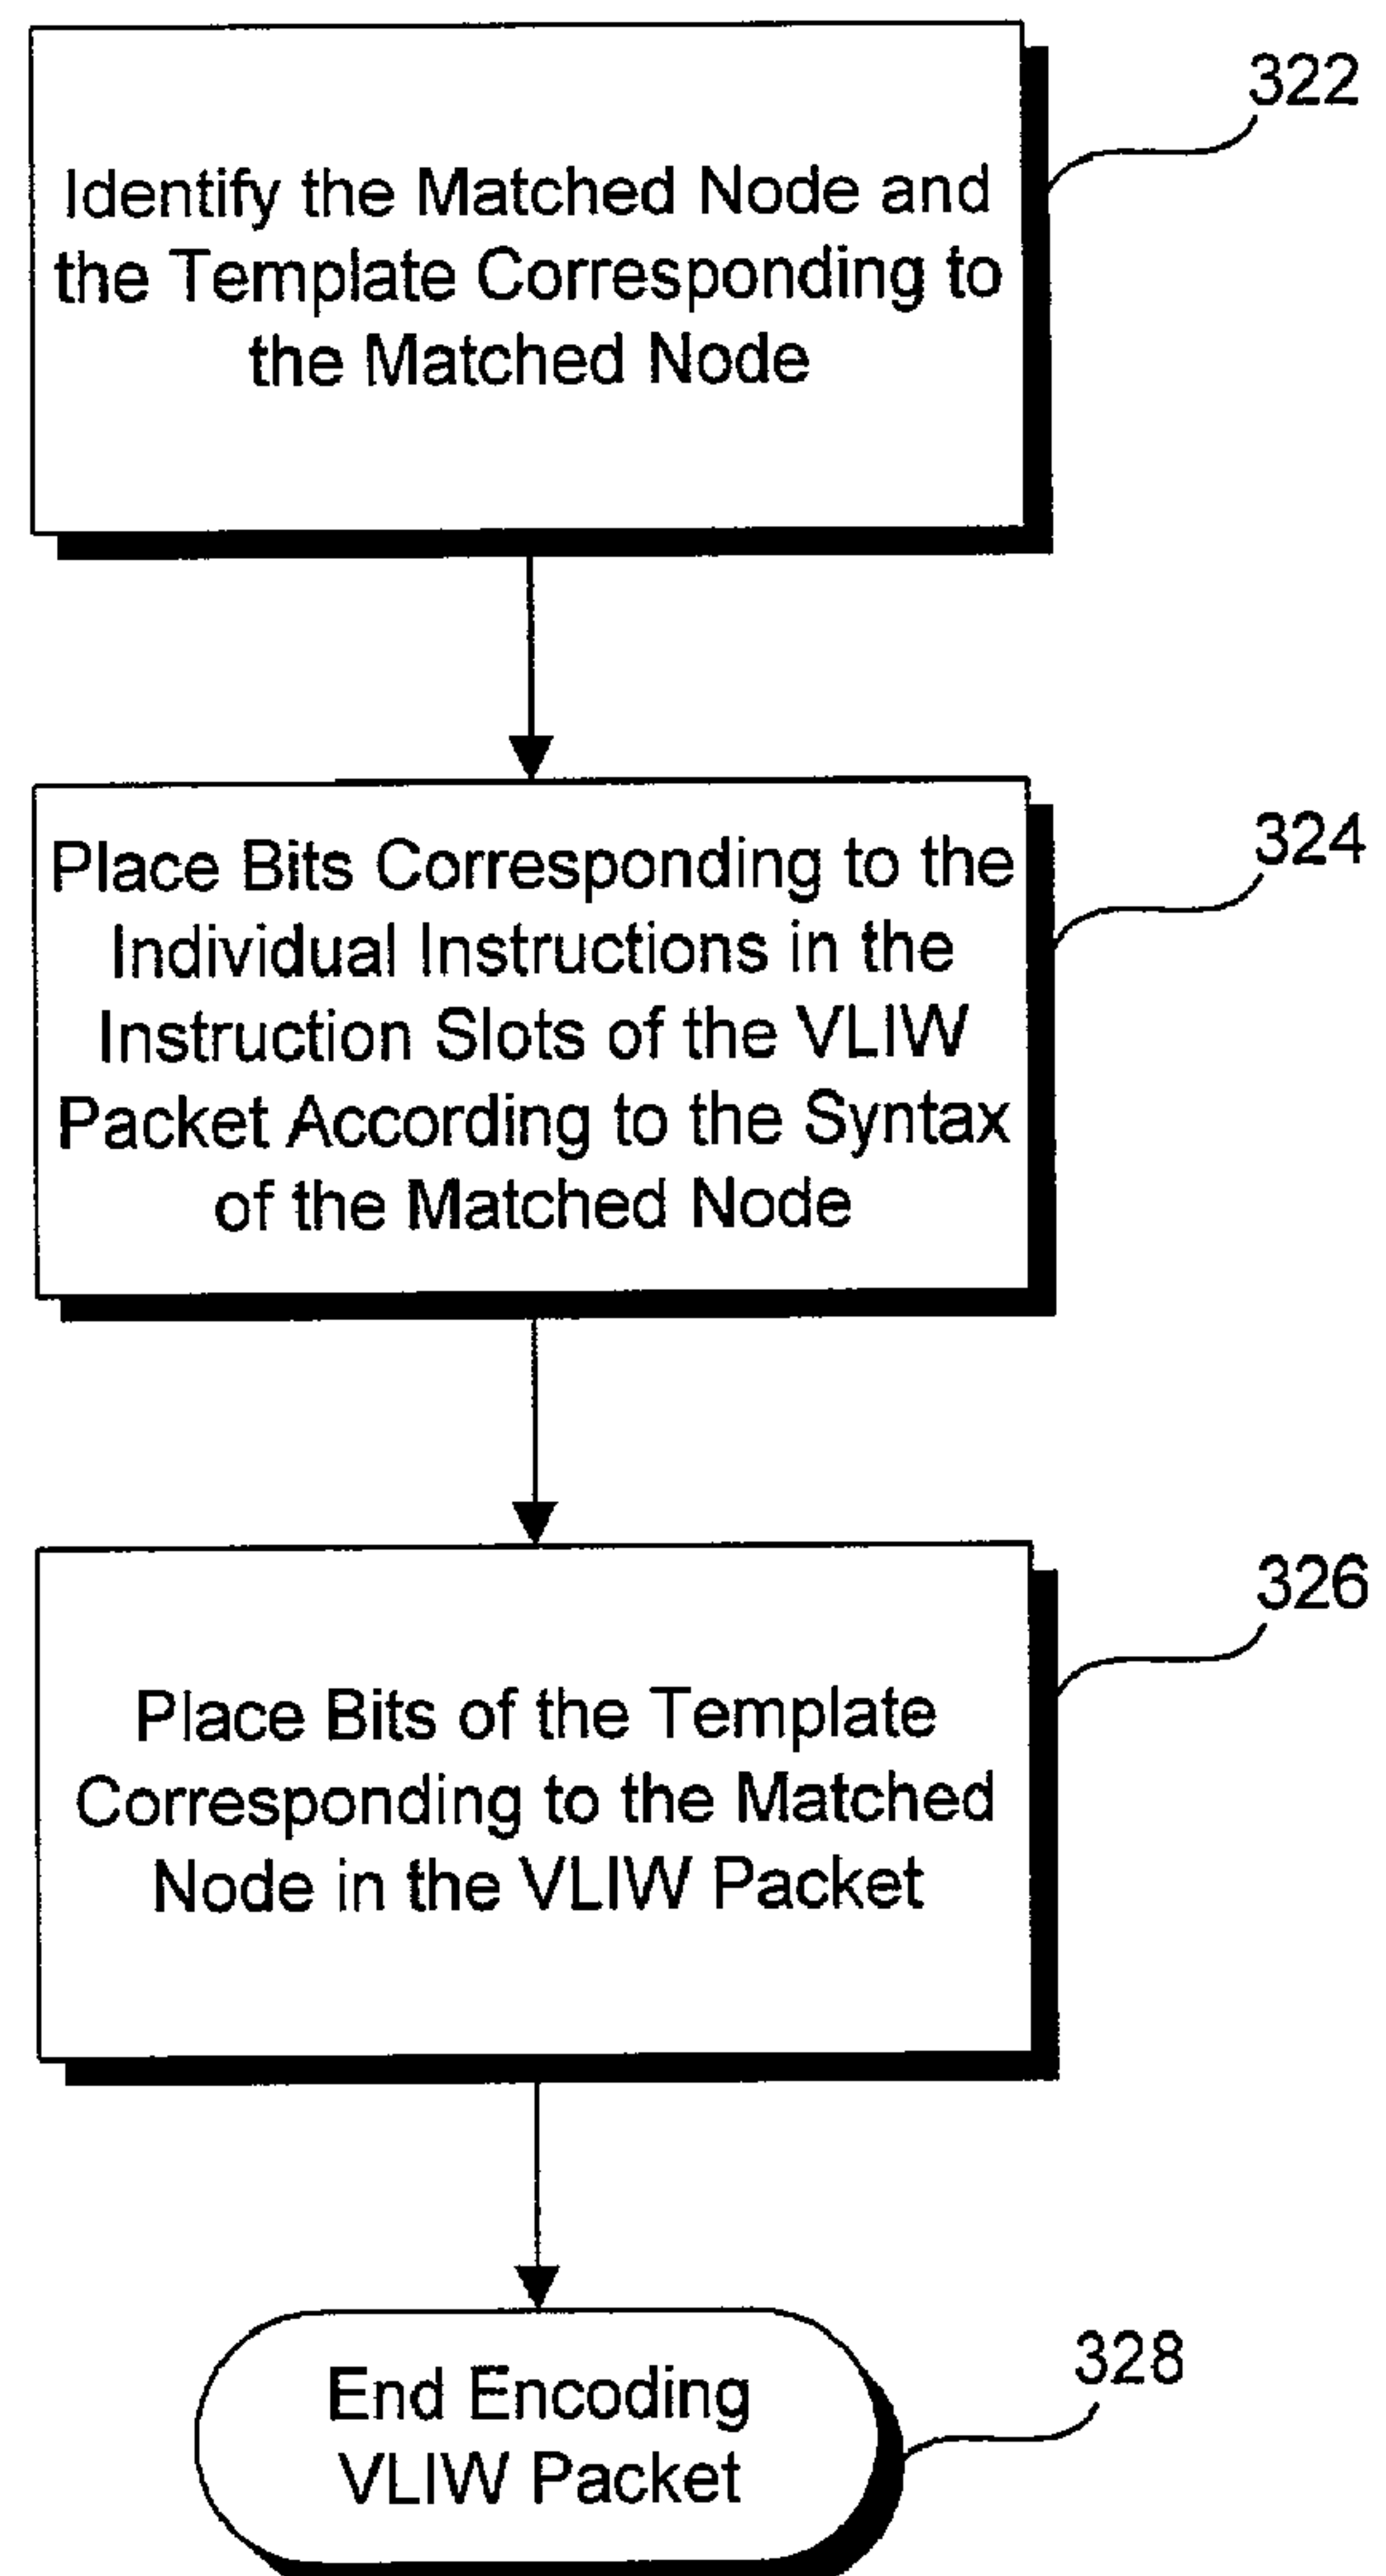 322
Identify the Matched Node and
the Template Corresponding to
the Matched Node
324
Place Bits Corresponding to the
Individual Instructions in the
Instruction Slots of the VLIW
Packet According to the Syntax
of the Matched Node
326
Place Bits of the Template
Corresponding to the Matched
Node in the VLIW Packet
328
End Encoding
VLIW Packet